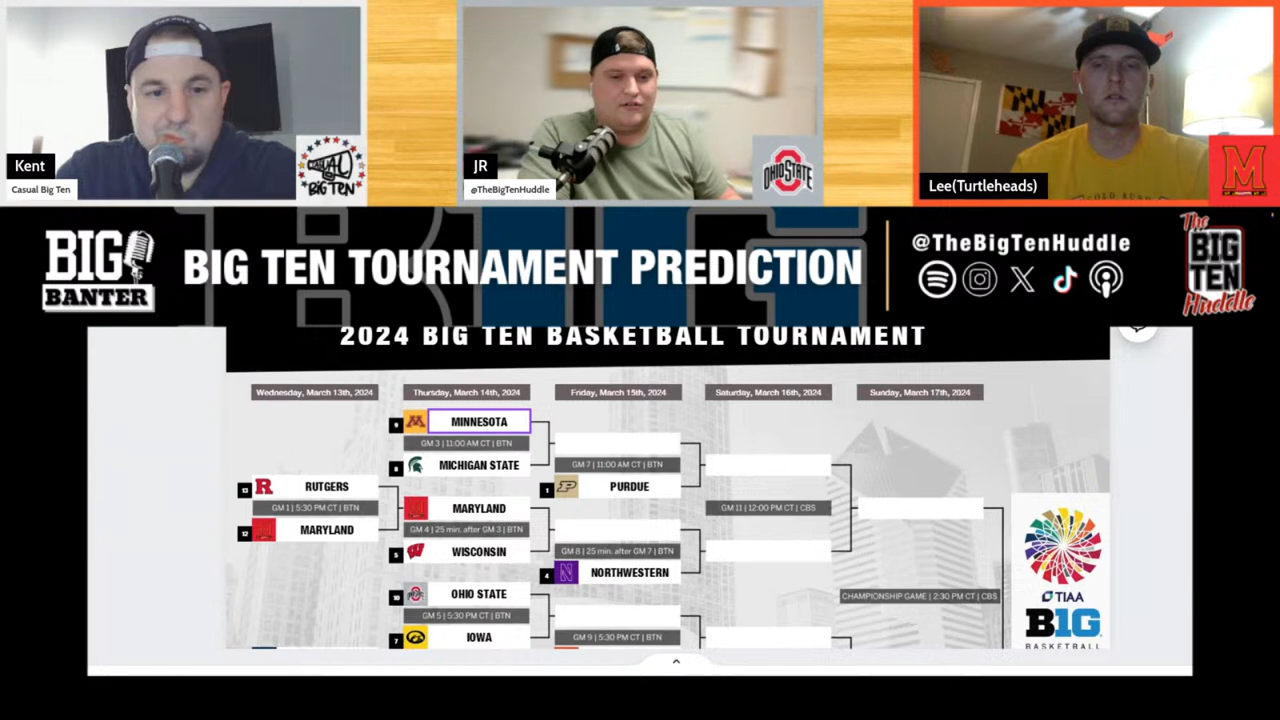 Kent
Casual Big Ten
CASUAL
BIG TEN
JR
@TheBigTenHuddle
OHIO STATE
Lee(Turtleheads)
M
BIG
BANTER
BIG TEN TOURNAMENT PREDICTION
@TheBigTenHuddle
The
BIG
TEN
Huddle
2024 BIG TEN BASKETBALL TOURNAMENT
Wednesday, March 13th, 2024
Thursday, March 14th, 2024
Friday, March 15th, 2024
Saturday, March 16th, 2024
Sunday, March 17th, 2024
9 M MINNESOTA
GM 3 | 11:00 AM CT | BTN
8 MICHIGAN STATE
GM 7 | 11:00 AM CT | BTN
13 R RUTGERS
1 P PURDUE
GM 1 | 5:30 PM CT | BTN
MARYLAND
GM 11 | 12:00 PM CT | CBS
12 MARYLAND
GM 4 | 25 min. after GM 3 | BTN
5 W WISCONSIN
GM 8 | 25 min. after GM 7 | BTN
4 N NORTHWESTERN
10 OHIO STATE
CHAMPIONSHIP GAME | 2:30 PM CT | CBS
GM 5 | 5:30 PM CT | BTN
7 IOWA
GM 9 | 5:30 PM CT | BTN
TIAA
B1G
BASKETBALL